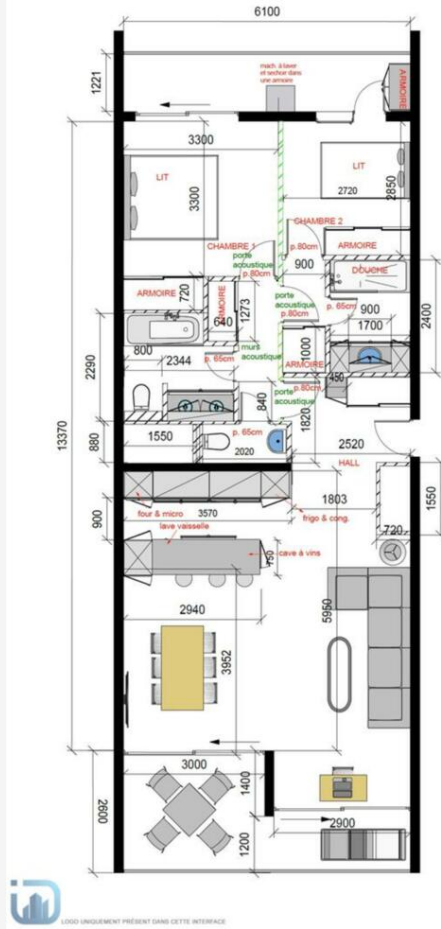 6100
1221
mach. à laver
et sechoir dans
une armoire
ARMOIRE
3300
LIT
3300
LIT
2720
2850
CHAMBRE 1
CHAMBRE 2
porte
acoustique
p.80cm
p.80cm
ARMOIRE
900
DOUCHE
ARMOIRE
720
ARMOIRE
640
1273
porte
acoustique
p.80cm
p. 65cm
900
1700
2400
800
2344
murs
acoustique
p. 65cm
1000
ARMOIRE
2290
450
840
porte
acoustique
p.80cm
1820
13370
880
1550
p. 65cm
2020
2520
HALL
1550
900
four & micro
3570
lave vaisselle
1803
frigo & cong.
720
750
cave à vins
2940
5950
3952
3000
1400
2600
2900
1200
LOGO UNIQUEMENT PRÉSENT DANS CETTE INTERFACE